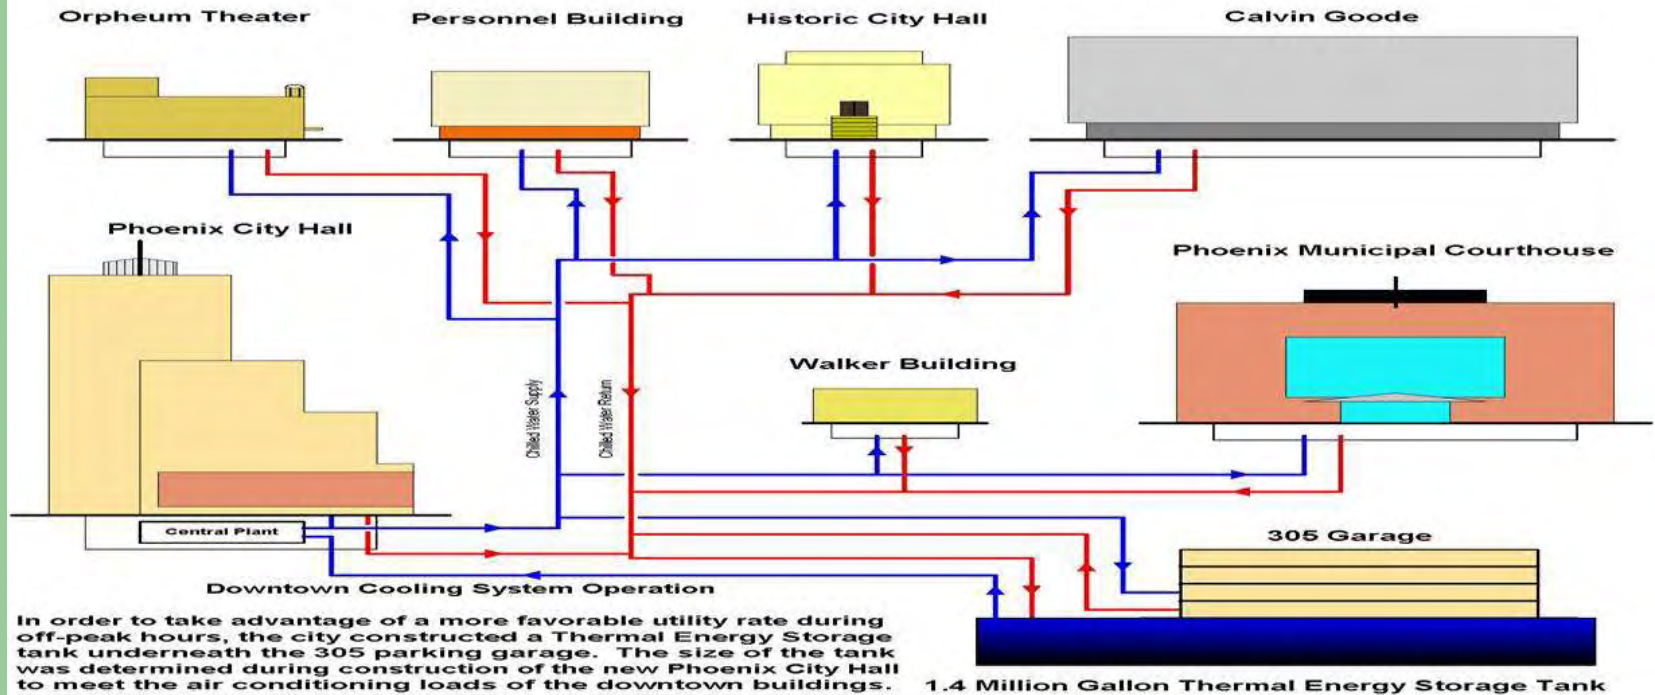 Orpheum Theater
Personnel Building
Historic City Hall
Calvin Goode
Phoenix City Hall
Phoenix Municipal Courthouse
Walker Building
Chilled Water Supply
Chilled Water Return
Central Plant
305 Garage
Downtown Cooling System Operation
In order to take advantage of a more favorable utility rate during
off-peak hours, the city constructed a Thermal Energy Storage
tank underneath the 305 parking garage. The size of the tank
was determined during construction of the new Phoenix City Hall
to meet the air conditioning loads of the downtown buildings.
1.4 Million Gallon Thermal Energy Storage Tank